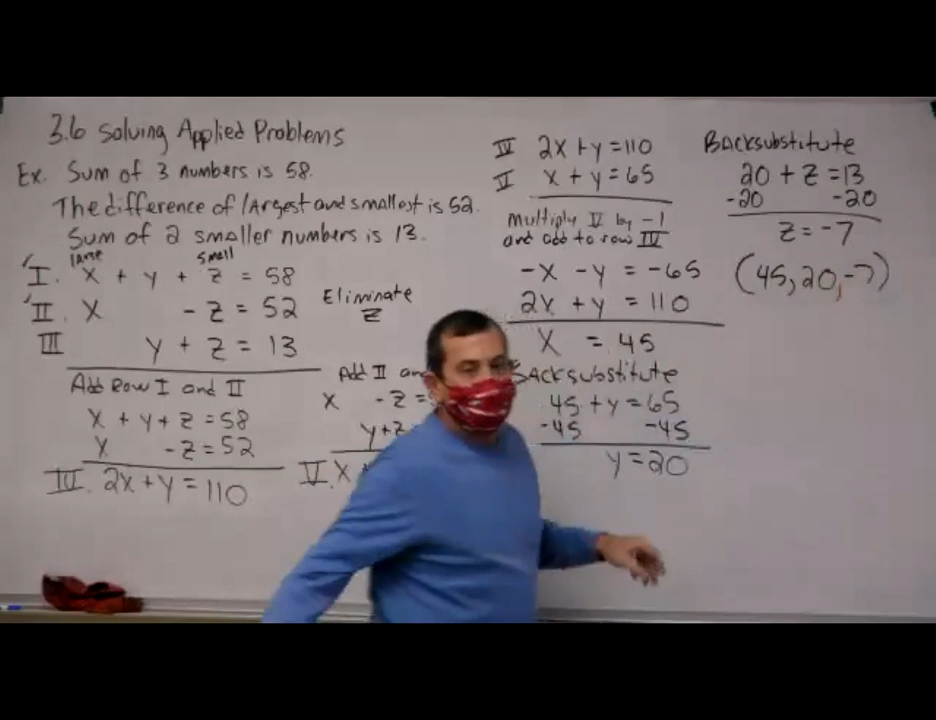 3.6 Solving Applied Problems
Ex. Sum of 3 numbers is 58.
The difference of largest and smallest is 52.
Sum of 2 smaller numbers is 13.
large small
I. x + y + z = 58
II. x - z = 52
III y + z = 13
Eliminate
z
Add Row I and II
x + y + z = 58
x - z = 52
IV. 2x + y = 110
Add II
x - z =
y + z
V. x
IV 2x + y = 110
V x + y = 65
multiply V by -1
and add to row IV
-x - y = -65
2x + y = 110
x = 45
Backsubstitute
45 + y = 65
-45 -45
y = 20
Backsubstitute
20 + z = 13
-20 -20
z = -7
(45, 20, -7)